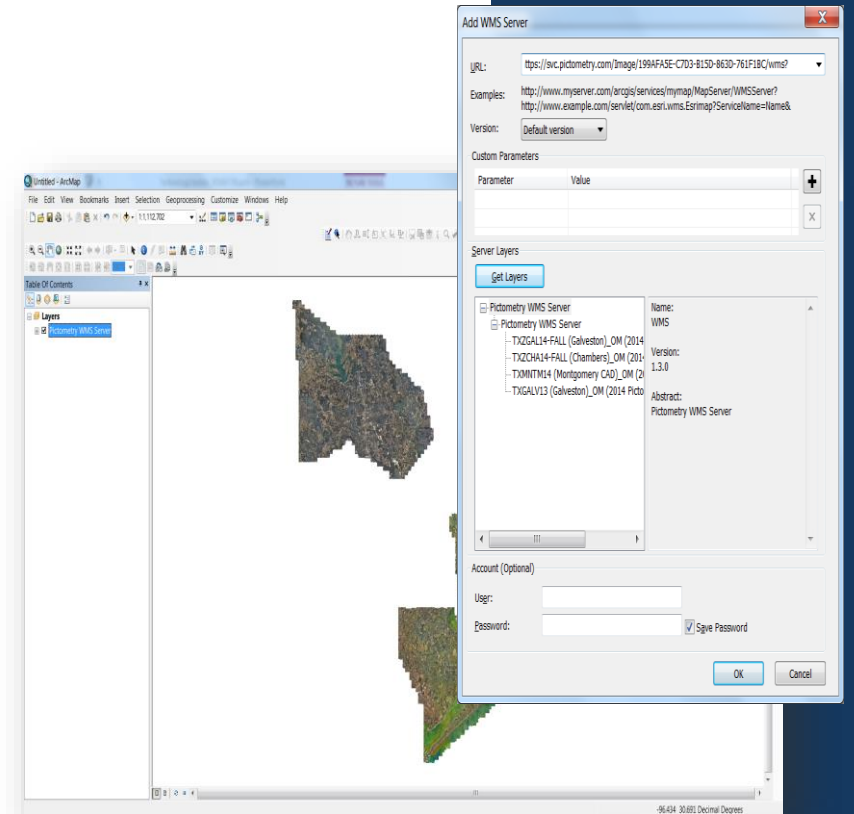 Add WMS Server
URL: ttps://svc.pictometry.com/Image/199AFA5E-C7D3-B15D-863D-761F1BC/wms?
Examples: http://www.myserver.com/arcgis/services/mymap/MapServer/WMSServer?
http://www.example.com/servlet/com.esri.wms.Esrimap?ServiceName=Name&
Version: Default version
Custom Parameters
Parameter Value
Server Layers
Get Layers
Pictometry WMS Server
Pictometry WMS Server
TXZGAL14-FALL (Galveston)_OM (2014
TXZCHA14-FALL (Chambers)_OM (201
TXMNTM14 (Montgomery CAD)_OM (2
TXGALV13 (Galveston)_OM (2014 Picto
Name:
WMS
Version:
1.3.0
Abstract:
Pictometry WMS Server
Account (Optional)
User:
Password:
Save Password
OK Cancel
Untitled - ArcMap
File Edit View Bookmarks Insert Selection Geoprocessing Customize Windows Help
1:1,112,702
Table Of Contents
Layers
Pictometry WMS Server
-96.434 30.691 Decimal Degrees